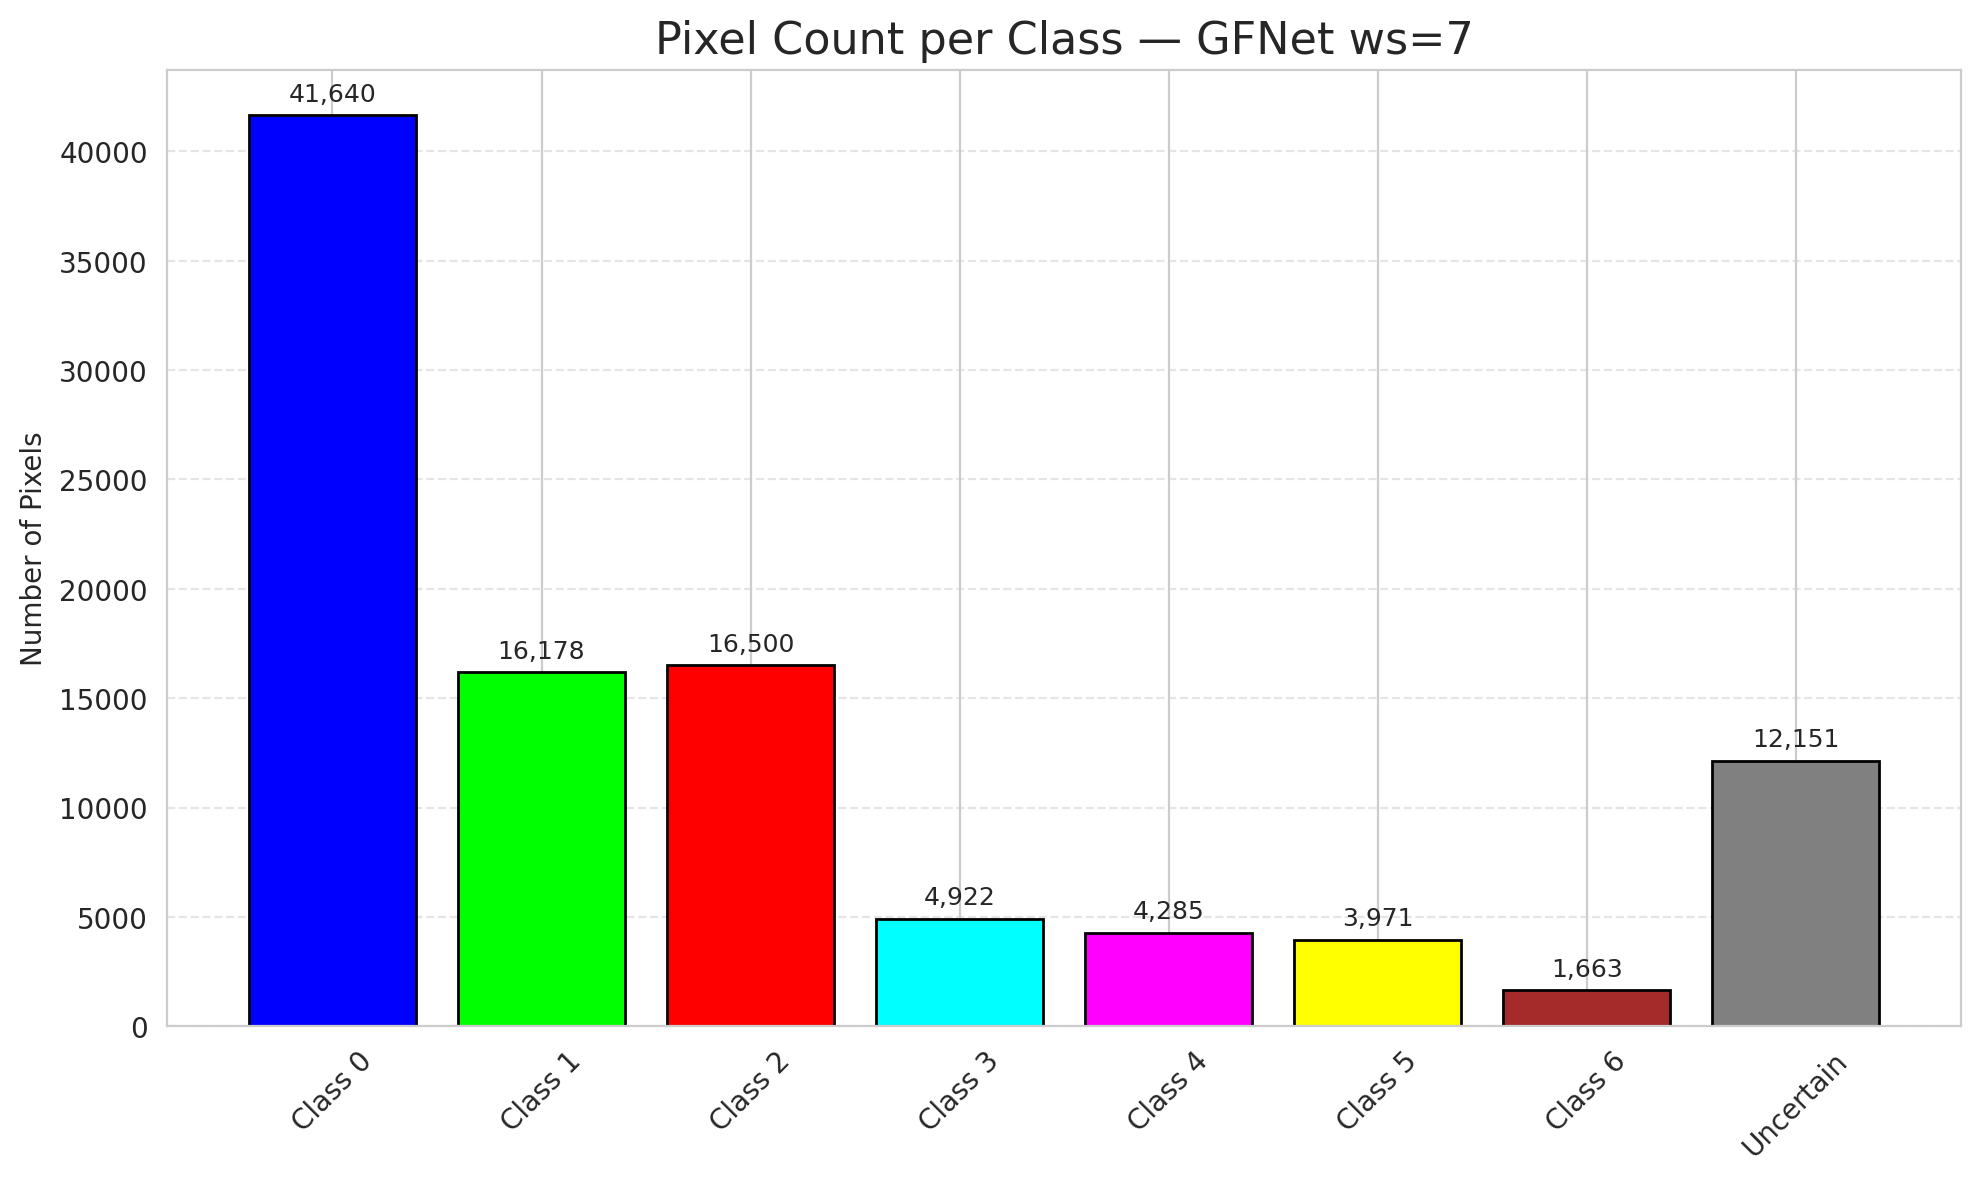 Pixel Count per Class — GFNet ws=7
Number of Pixels
40000
35000
30000
25000
20000
15000
10000
5000
0
41,640
16,178
16,500
4,922
4,285
3,971
1,663
12,151
Class 0
Class 1
Class 2
Class 3
Class 4
Class 5
Class 6
Uncertain